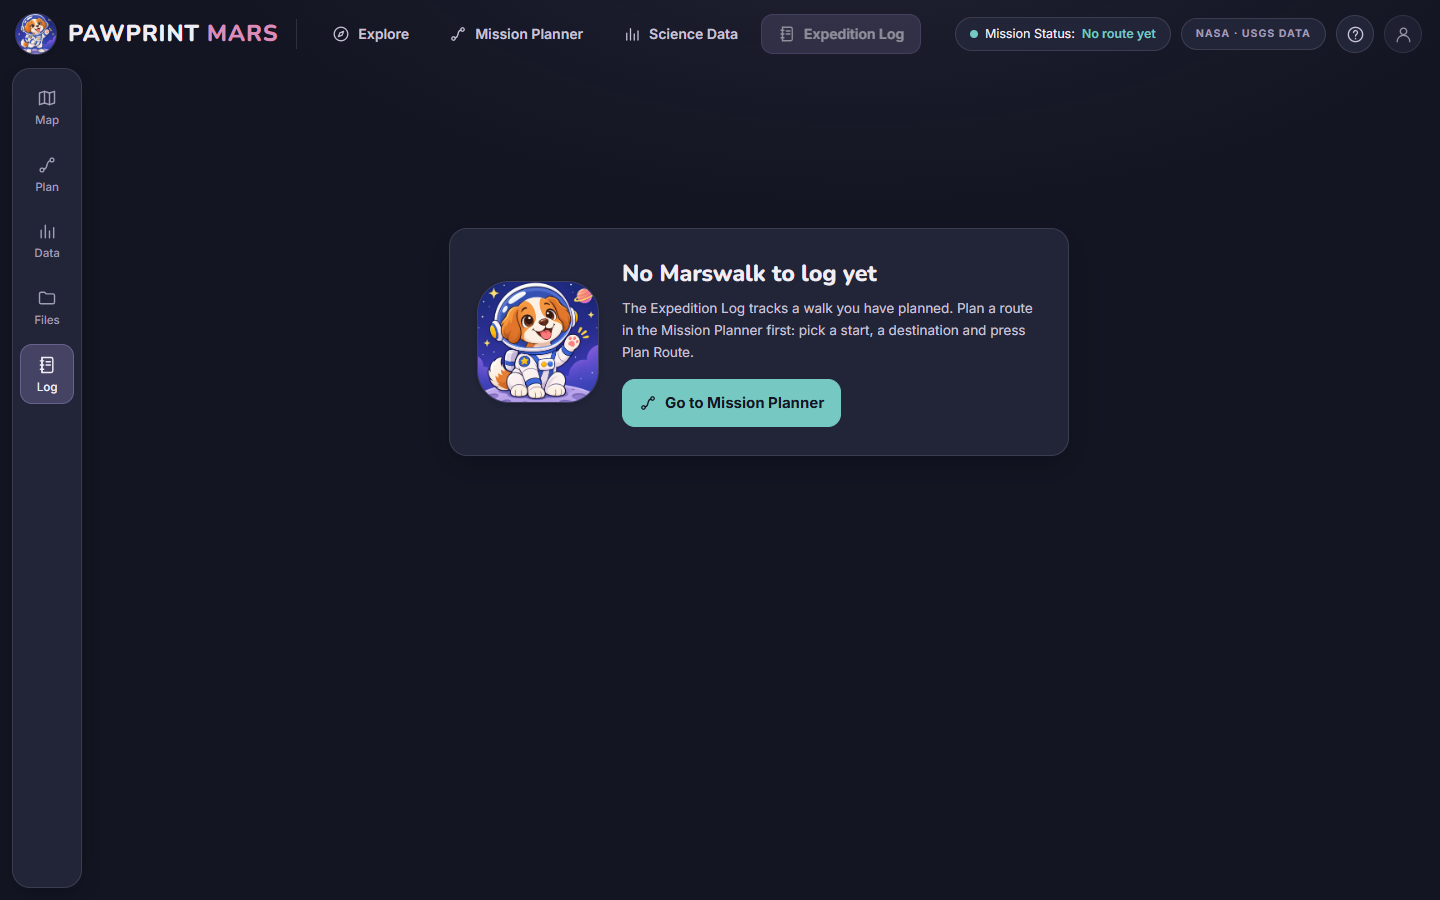 PAWPRINT MARS
Explore
Mission Planner
Science Data
Expedition Log
Mission Status: No route yet
NASA · USGS DATA
Map
Plan
Data
Files
Log
No Marswalk to log yet
The Expedition Log tracks a walk you have planned. Plan a route
in the Mission Planner first: pick a start, a destination and press
Plan Route.
Go to Mission Planner